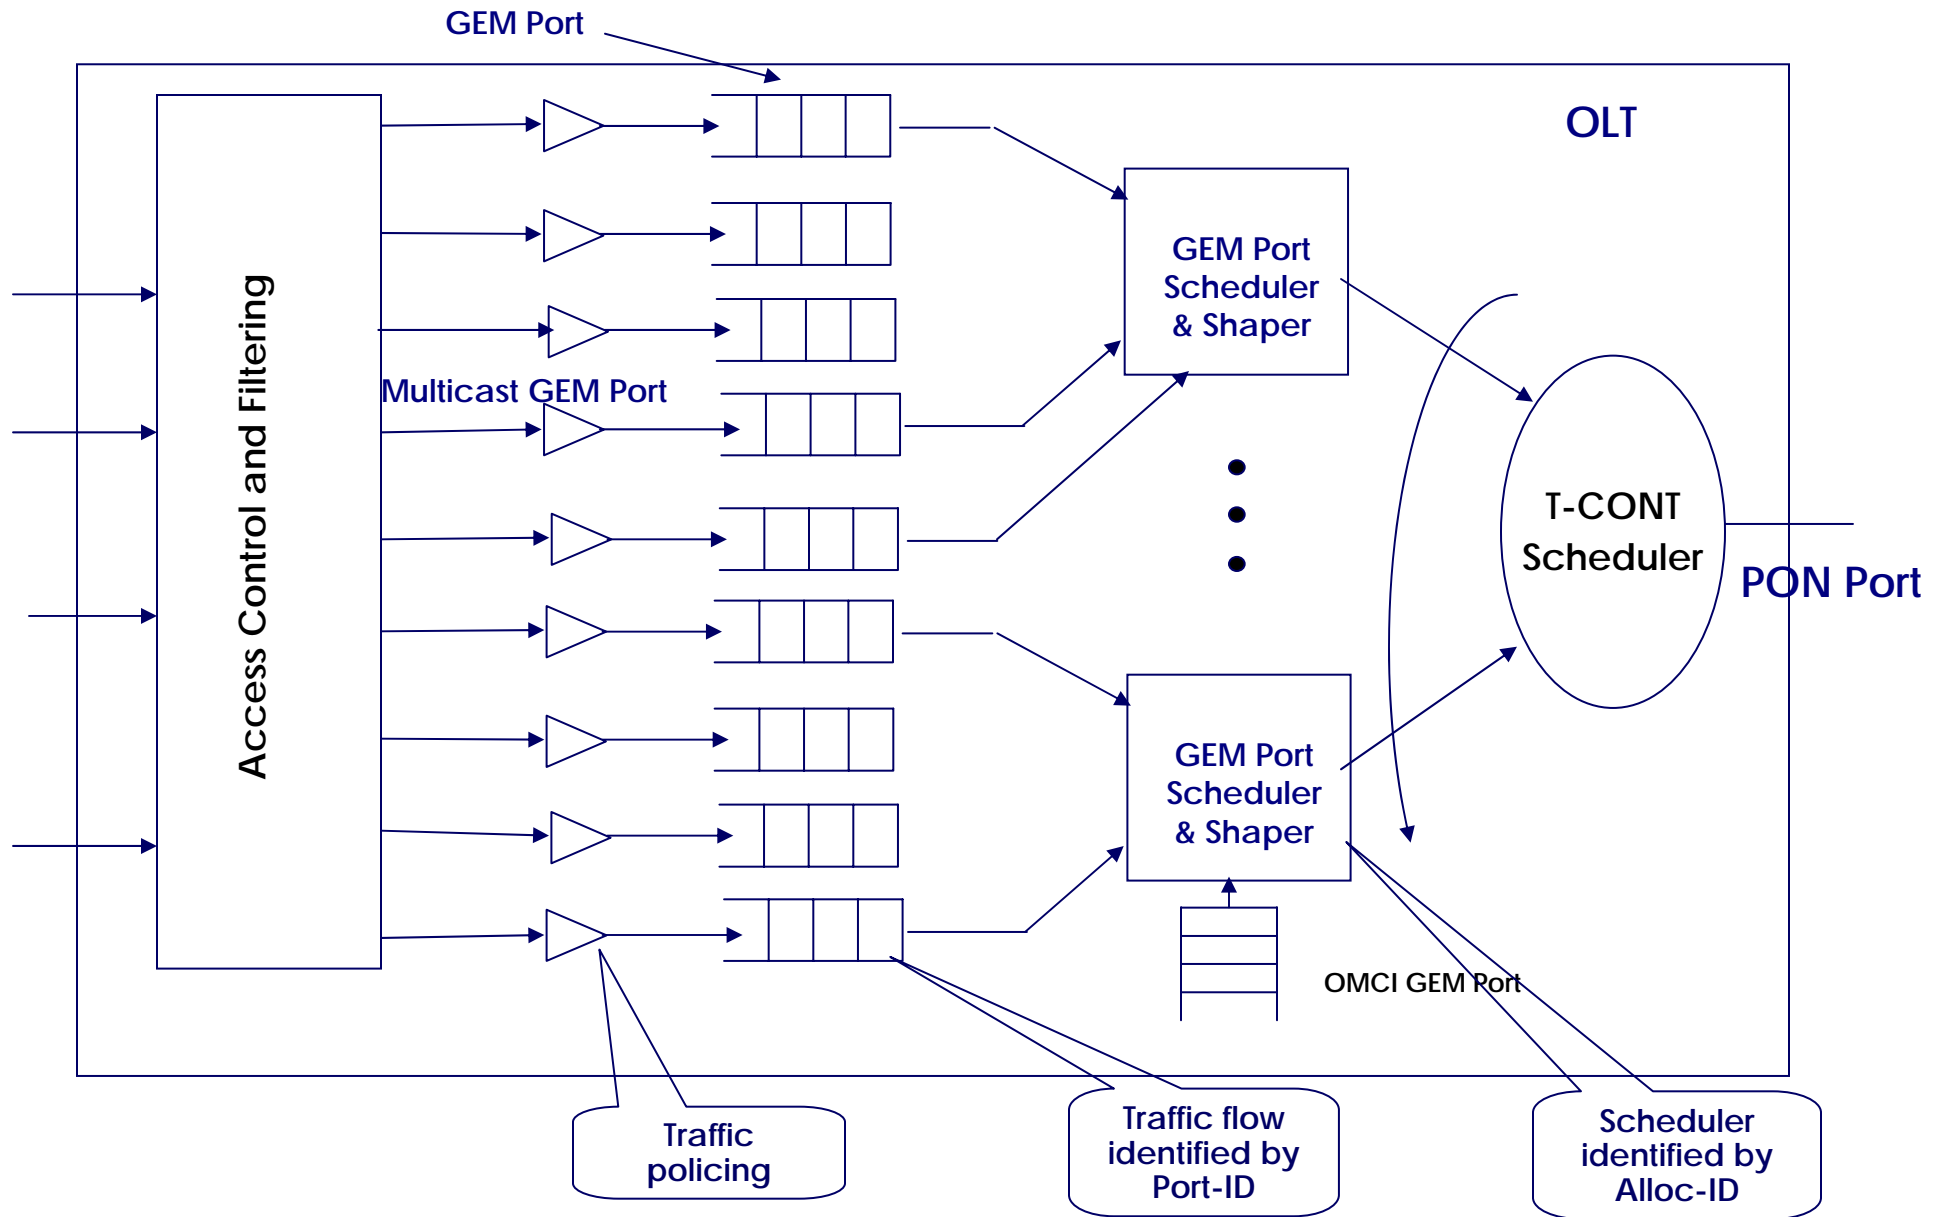 GEM Port
OLT
Access Control and Filtering
GEM Port
Scheduler
& Shaper
Multicast GEM Port
T-CONT
Scheduler
PON Port
GEM Port
Scheduler
& Shaper
OMCI GEM Port
Traffic
policing
Traffic flow
identified by
Port-ID
Scheduler
identified by
Alloc-ID